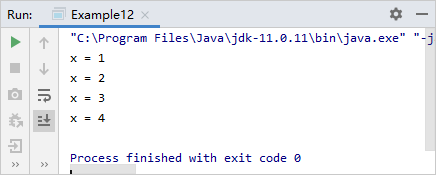 Run: Example12
"C:\Program Files\Java\jdk-11.0.11\bin\java.exe" "-j
x = 1
x = 2
x = 3
x = 4
Process finished with exit code 0